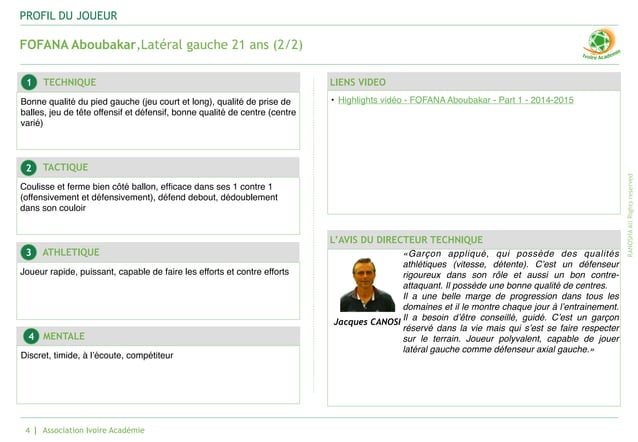 PROFIL DU JOUEUR
FOFANA Aboubakar,Latéral gauche 21 ans (2/2)
Ivoire Académie
1 TECHNIQUE
Bonne qualité du pied gauche (jeu court et long), qualité de prise de
balles, jeu de tête offensif et défensif, bonne qualité de centre (centre
varié)
2 TACTIQUE
Coulisse et ferme bien côté ballon, efficace dans ses 1 contre 1
(offensivement et défensivement), défend debout, dédoublement
dans son couloir
3 ATHLETIQUE
Joueur rapide, puissant, capable de faire les efforts et contre efforts
4 MENTALE
Discret, timide, à l’écoute, compétiteur
LIENS VIDEO
• Highlights vidéo - FOFANA Aboubakar - Part 1 - 2014-2015
L’AVIS DU DIRECTEUR TECHNIQUE
«Garçon appliqué, qui possède des qualités
athlétiques (vitesse, détente). C’est un défenseur
rigoureux dans son rôle et aussi un bon contre-
attaquant. Il possède une bonne qualité de centres.
Il a une belle marge de progression dans tous les
domaines et il le montre chaque jour à l’entrainement.
Il a besoin d’être conseillé, guidé. C’est un garçon
réservé dans la vie mais qui s’est se faire respecter
sur le terrain. Joueur polyvalent, capable de jouer
latéral gauche comme défenseur axial gauche.»
Jacques CANOSI
All Rights reserved
4 | Association Ivoire Académie